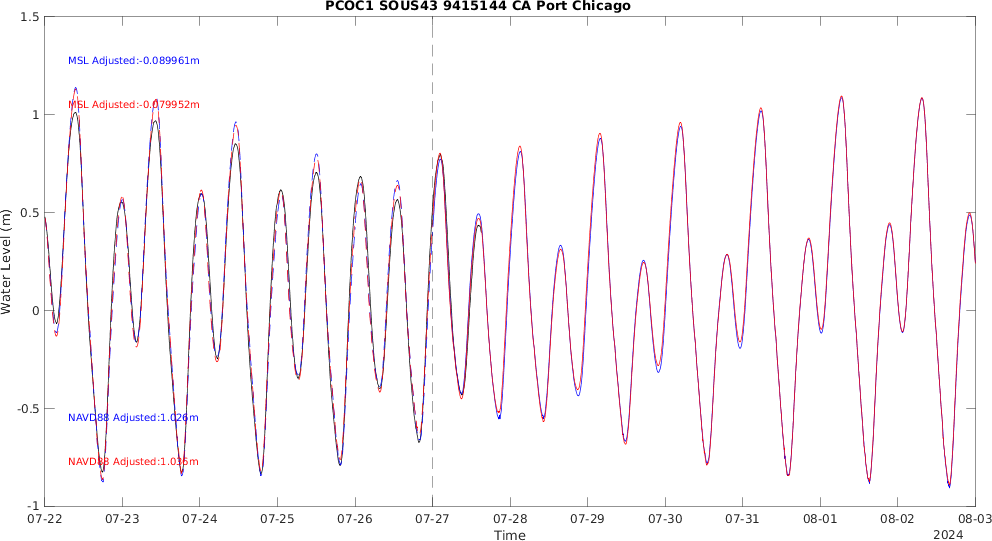 PCOC1 SOUS43 9415144 CA Port Chicago
1.5
1
0.5
0
-0.5
-1
Water Level (m)
MSL Adjusted:-0.089961m
MSL Adjusted:-0.079952m
NAVD88 Adjusted:1.026m
NAVD88 Adjusted:1.035m
07-22 07-23 07-24 07-25 07-26 07-27 07-28 07-29 07-30 07-31 08-01 08-02 08-03
Time
2024